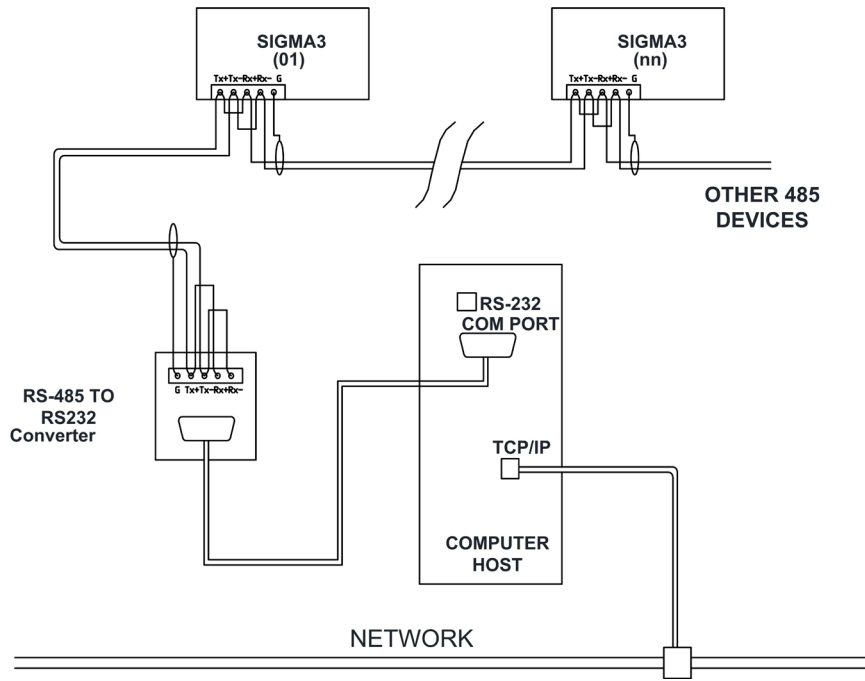 SIGMA3
(01)
Tx+Tx-Rx+Rx- G
SIGMA3
(nn)
Tx+Tx-Rx+Rx- G
OTHER 485
DEVICES
RS-232
COM PORT
G Tx+Tx-Rx+Rx-
RS-485 TO
RS232
Converter
TCP/IP
COMPUTER
HOST
NETWORK